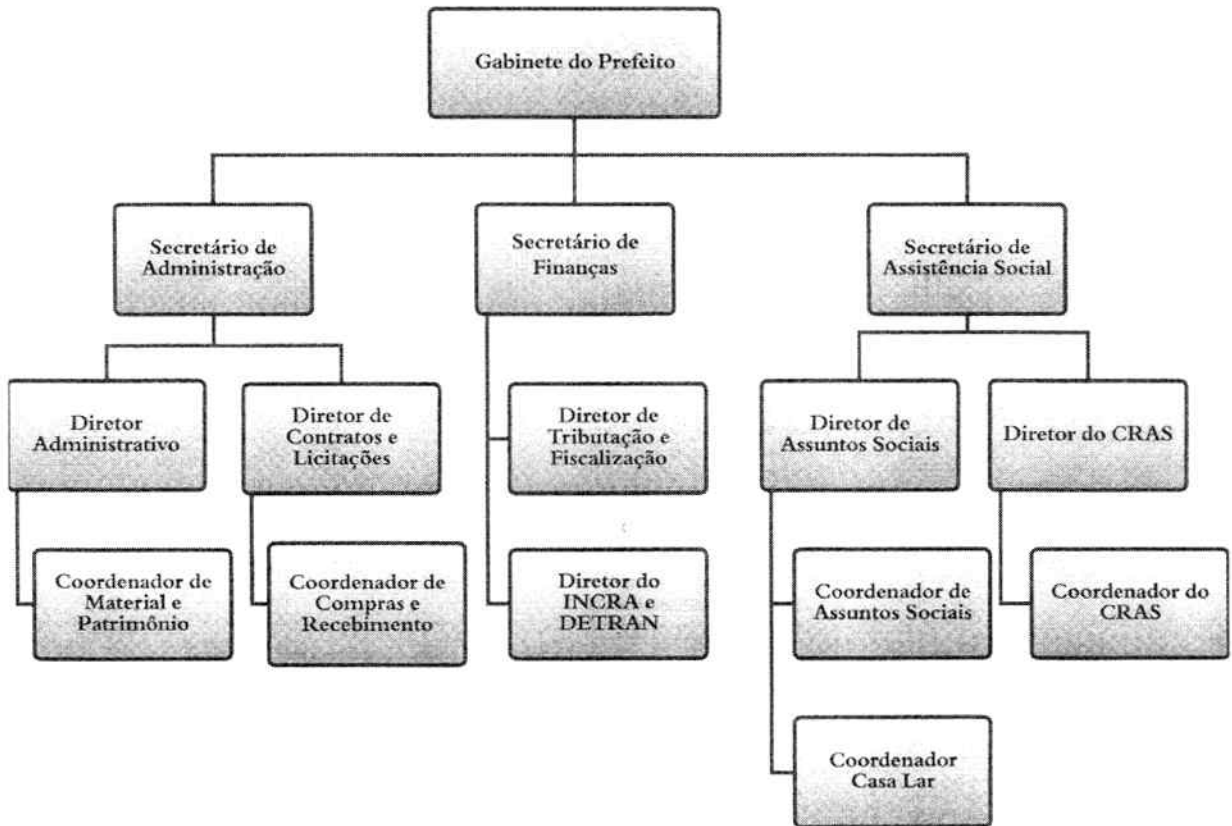 Gabinete do Prefeito
Secretário de
Administração
Secretário de
Finanças
Secretário de
Assistência Social
Diretor
Administrativo
Diretor de
Contratos e
Licitações
Diretor de
Tributação e
Fiscalização
Diretor de
Assuntos Sociais
Diretor do CRAS
Coordenador de
Material e
Patrimônio
Coordenador de
Compras e
Recebimento
Diretor do
INCRA e
DETRAN
Coordenador de
Assuntos Sociais
Coordenador do
CRAS
Coordenador
Casa Lar